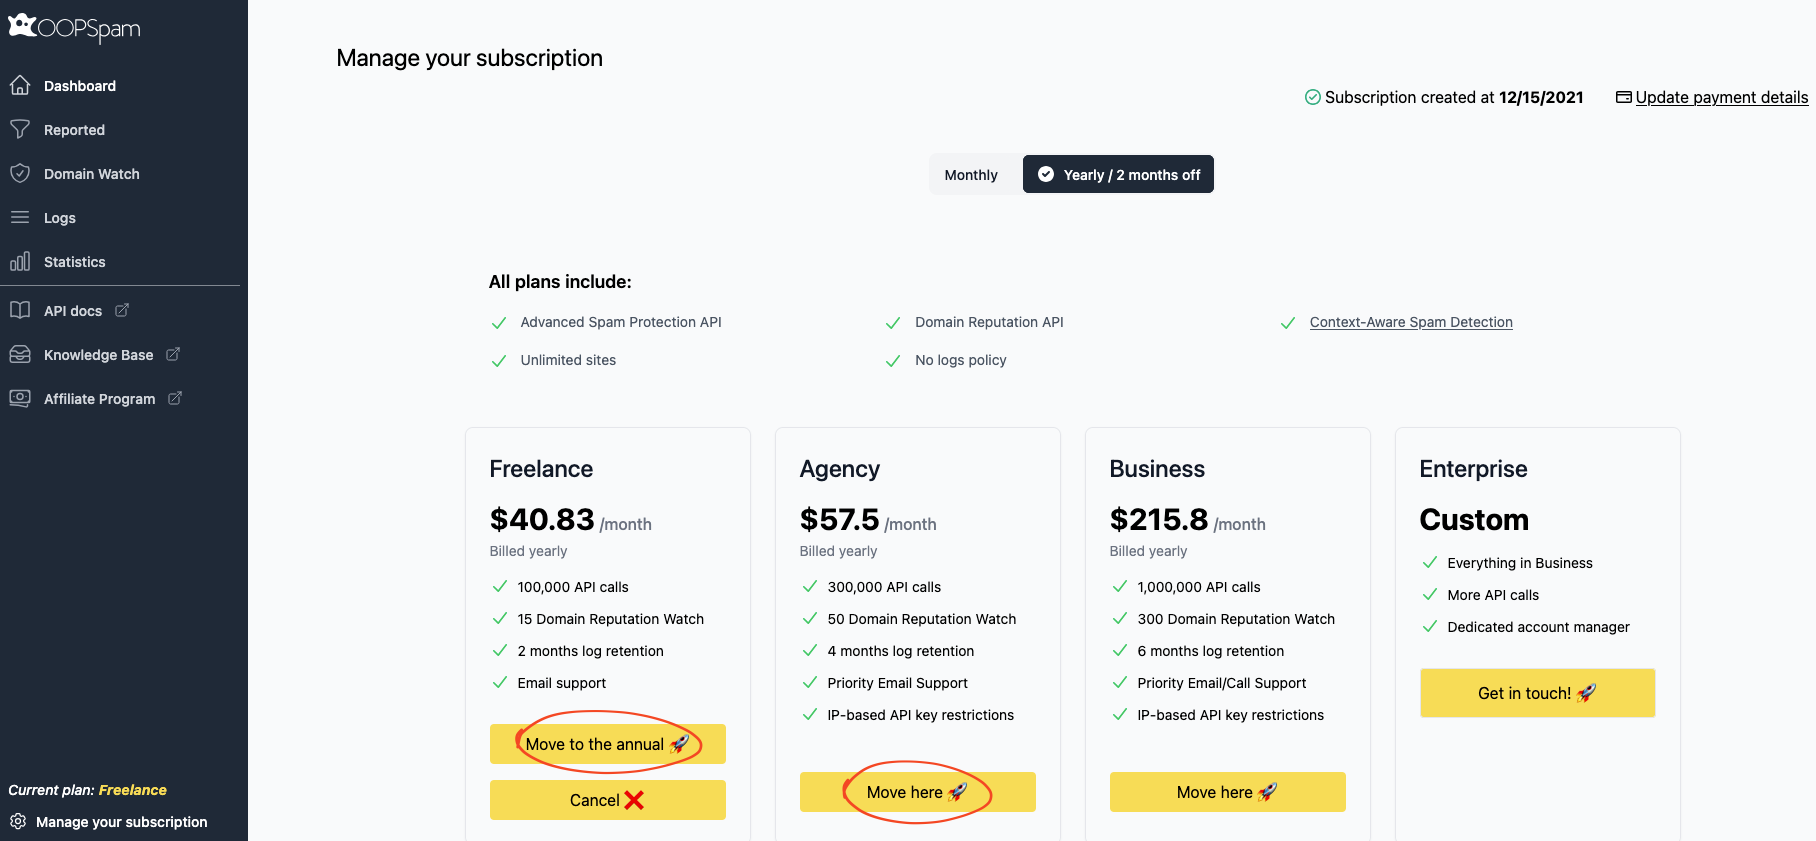 OOPSpam
Dashboard
Reported
Domain Watch
Logs
Statistics
API docs
Knowledge Base
Affiliate Program
Current plan: Freelance
Manage your subscription
Manage your subscription
Subscription created at 12/15/2021
Update payment details
Monthly
Yearly / 2 months off
All plans include:
Advanced Spam Protection API
Domain Reputation API
Context-Aware Spam Detection
Unlimited sites
No logs policy
Freelance
$40.83 /month
Billed yearly
100,000 API calls
15 Domain Reputation Watch
2 months log retention
Email support
Move to the annual 🚀
Cancel ❌
Agency
$57.5 /month
Billed yearly
300,000 API calls
50 Domain Reputation Watch
4 months log retention
Priority Email Support
IP-based API key restrictions
Move here 🚀
Business
$215.8 /month
Billed yearly
1,000,000 API calls
300 Domain Reputation Watch
6 months log retention
Priority Email/Call Support
IP-based API key restrictions
Move here 🚀
Enterprise
Custom
Everything in Business
More API calls
Dedicated account manager
Get in touch! 🚀